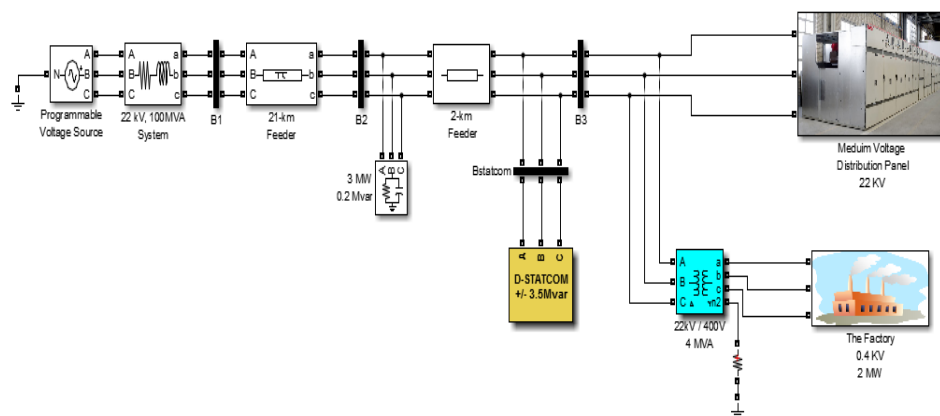 N
A
B
C
A
B
C
a
b
c
A
B
C
a
b
c
Programmable
Voltage Source
22 kV, 100MVA
System
B1
21-km
Feeder
B2
2-km
Feeder
B3
Meduim Voltage
Distribution Panel
22 KV
3 MW
0.2 Mvar
A
B
C
Bstatcom
A
B
C
D-STATCOM
+/- 3.5Mvar
A
B
C
a
b
c
n2
22kV / 400V
4 MVA
The Factory
0.4 KV
2 MW